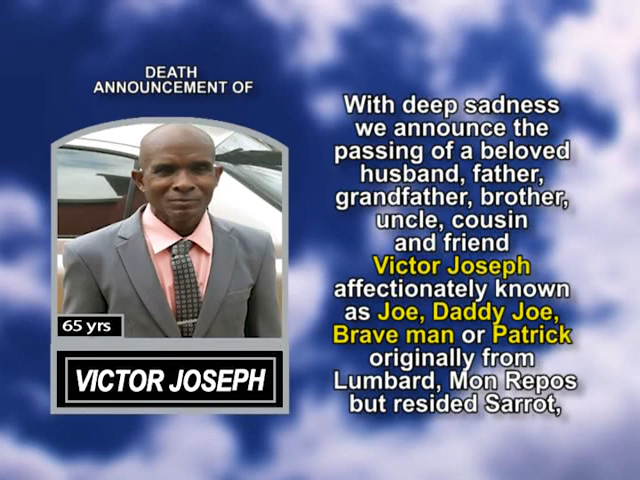 DEATH
ANNOUNCEMENT OF
65 yrs
VICTOR JOSEPH
With deep sadness
we announce the
passing of a beloved
husband, father,
grandfather, brother,
uncle, cousin
and friend
Victor Joseph
affectionately known
as Joe, Daddy Joe,
Brave man or Patrick
originally from
Lumbard, Mon Repos
but resided Sarrot,